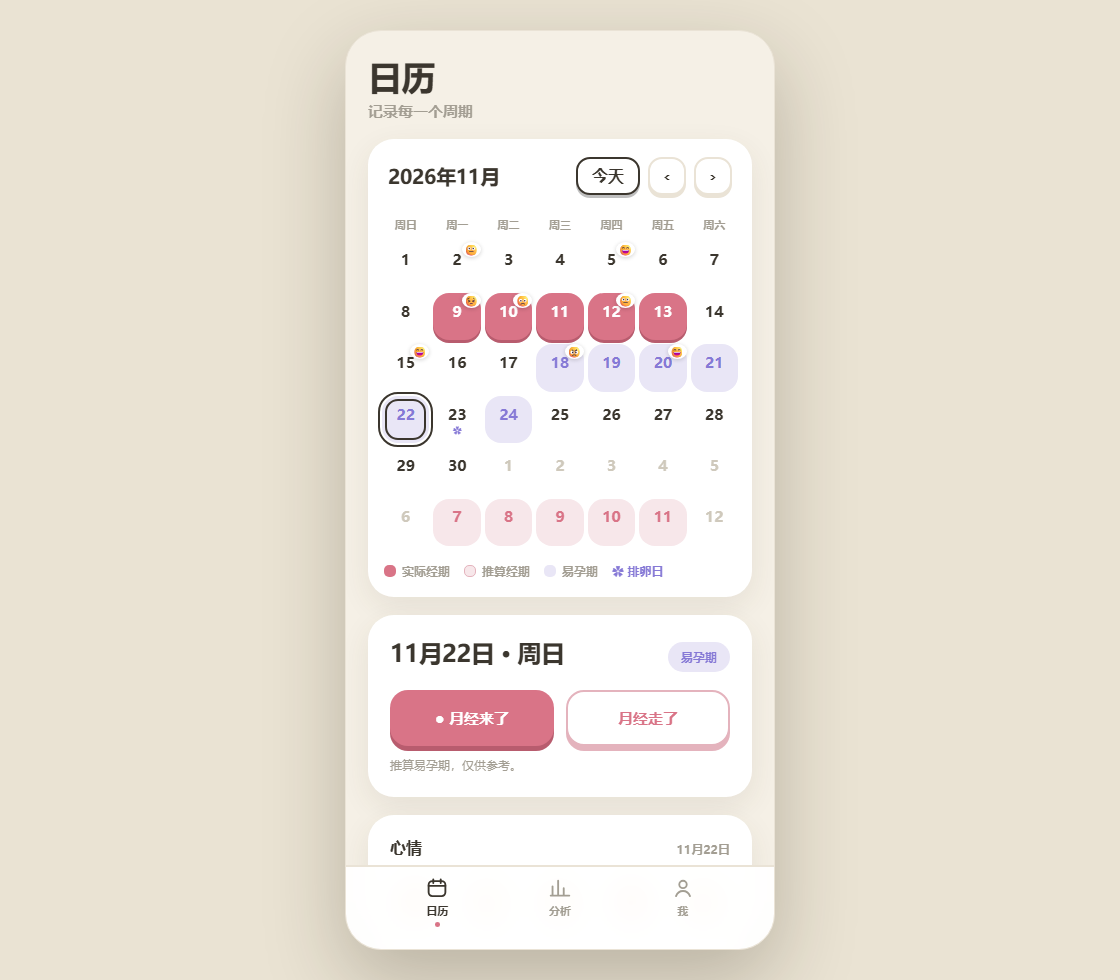 日历
记录每一个周期
2026年11月 今天 ‹ ›
周日 周一 周二 周三 周四 周五 周六
1 2 3 4 5 6 7
8 9 10 11 12 13 14
15 16 17 18 19 20 21
22 23 24 25 26 27 28
29 30 1 2 3 4 5
6 7 8 9 10 11 12
实际经期 推算经期 易孕期 排卵日
11月22日 • 周日 易孕期
月经来了 月经走了
推算易孕期，仅供参考。
心情 11月22日
日历 分析 我